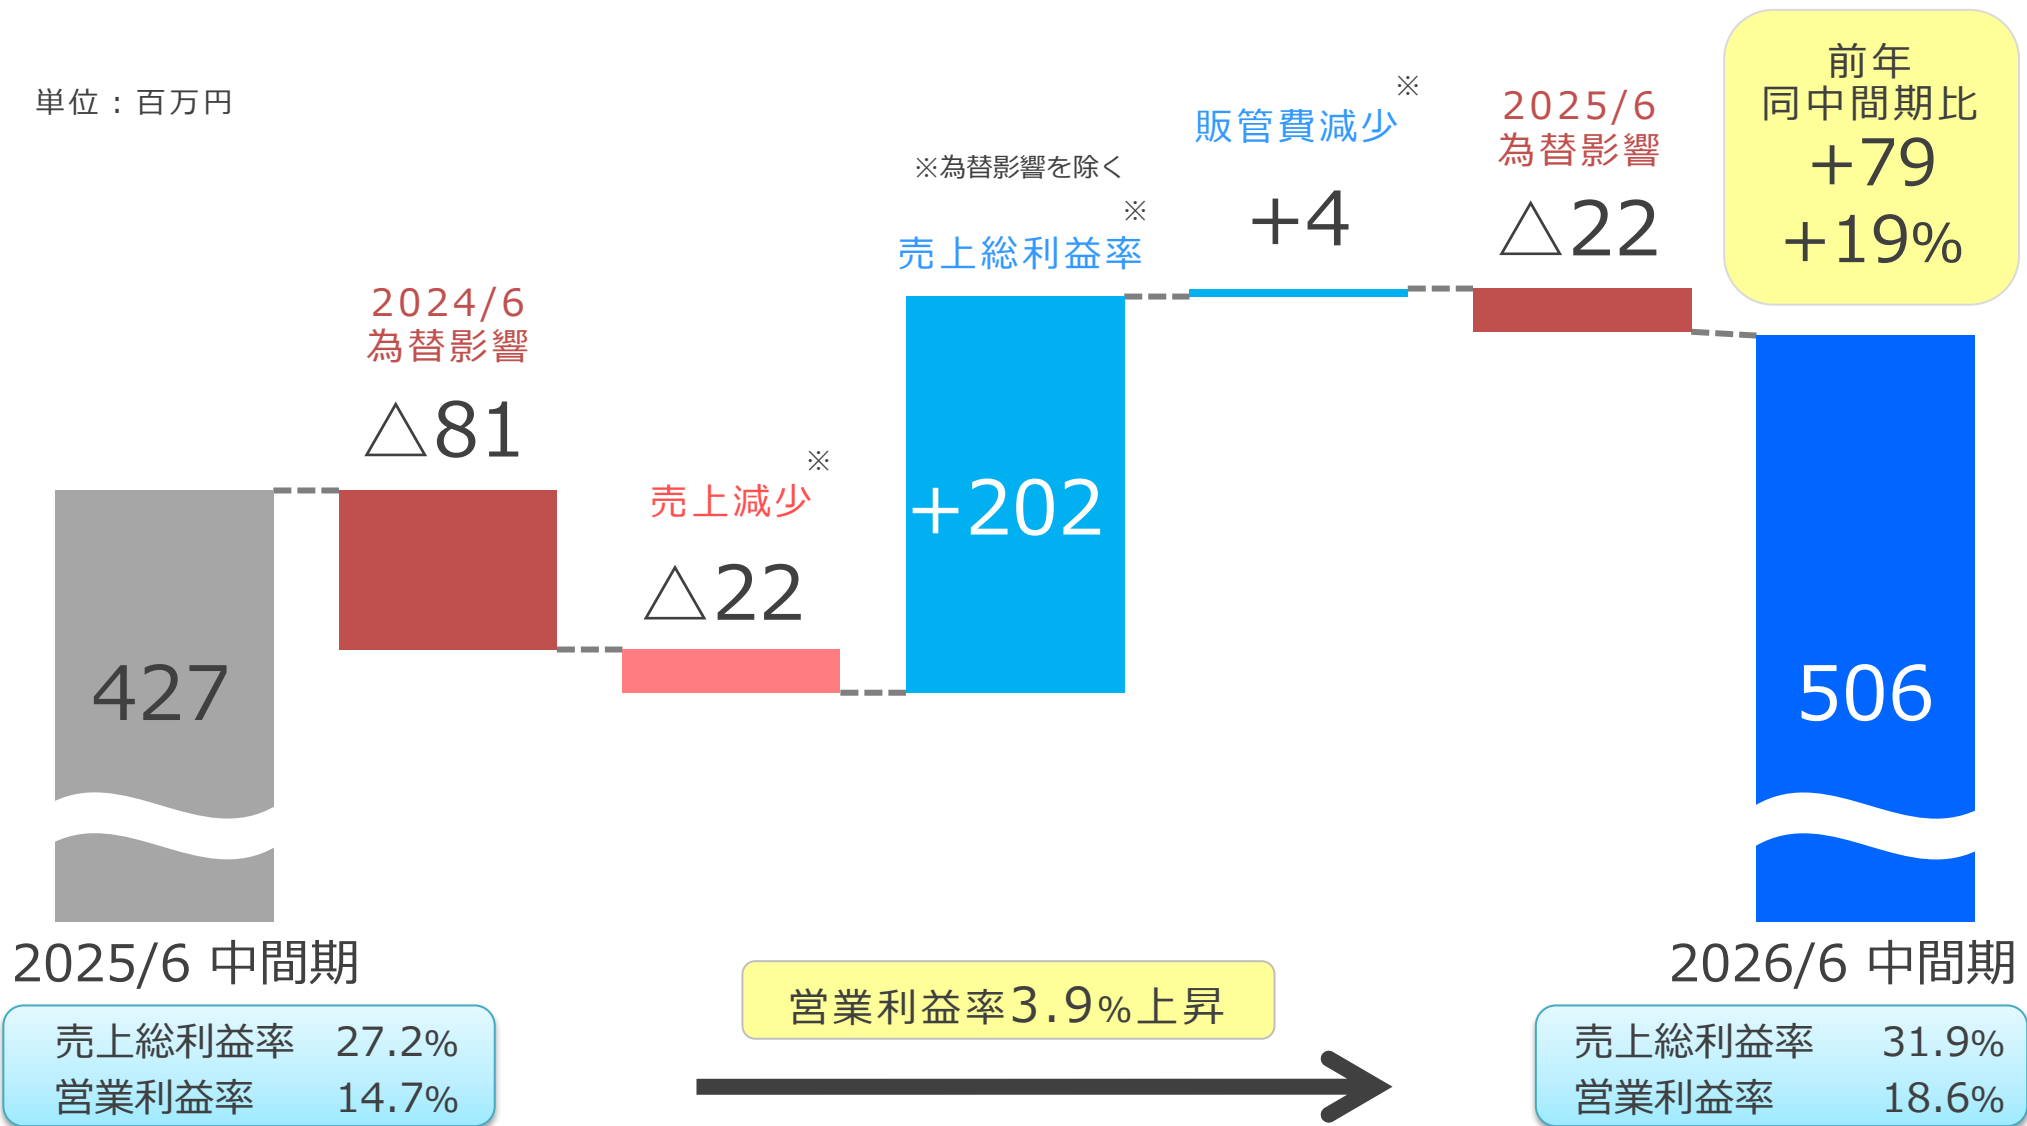 単位：百万円
427
2024/6
為替影響
△81
※
売上減少
△22
※為替影響を除く
※
売上総利益率
+202
※
販管費減少
+4
2025/6
為替影響
△22
前年
同中間期比
+79
+19%
506
2025/6 中間期
売上総利益率 27.2%
営業利益率 14.7%
営業利益率3.9%上昇
2026/6 中間期
売上総利益率 31.9%
営業利益率 18.6%